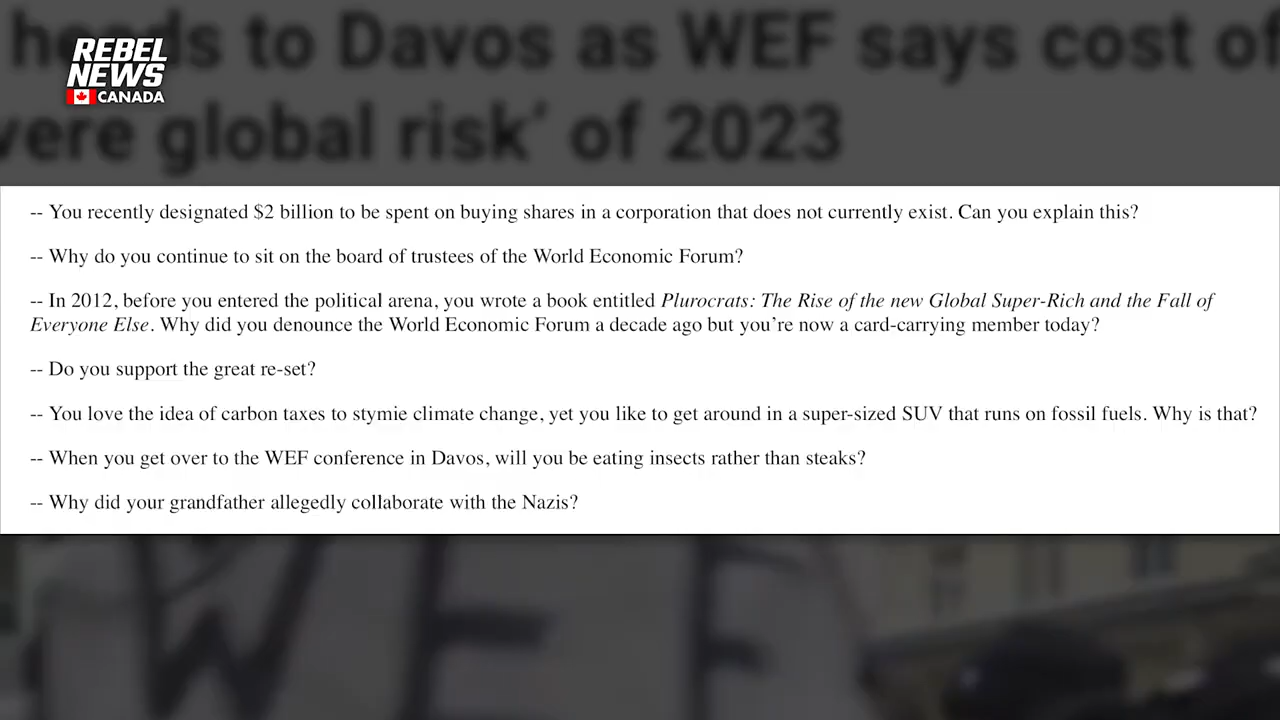 heads to Davos as WEF says cost of
vere global risk’ of 2023
REBEL
NEWS
CANADA
-- You recently designated $2 billion to be spent on buying shares in a corporation that does not currently exist. Can you explain this?
-- Why do you continue to sit on the board of trustees of the World Economic Forum?
-- In 2012, before you entered the political arena, you wrote a book entitled Plurocrats: The Rise of the new Global Super-Rich and the Fall of
Everyone Else. Why did you denounce the World Economic Forum a decade ago but you’re now a card-carrying member today?
-- Do you support the great re-set?
-- You love the idea of carbon taxes to stymie climate change, yet you like to get around in a super-sized SUV that runs on fossil fuels. Why is that?
-- When you get over to the WEF conference in Davos, will you be eating insects rather than steaks?
-- Why did your grandfather allegedly collaborate with the Nazis?
WEF